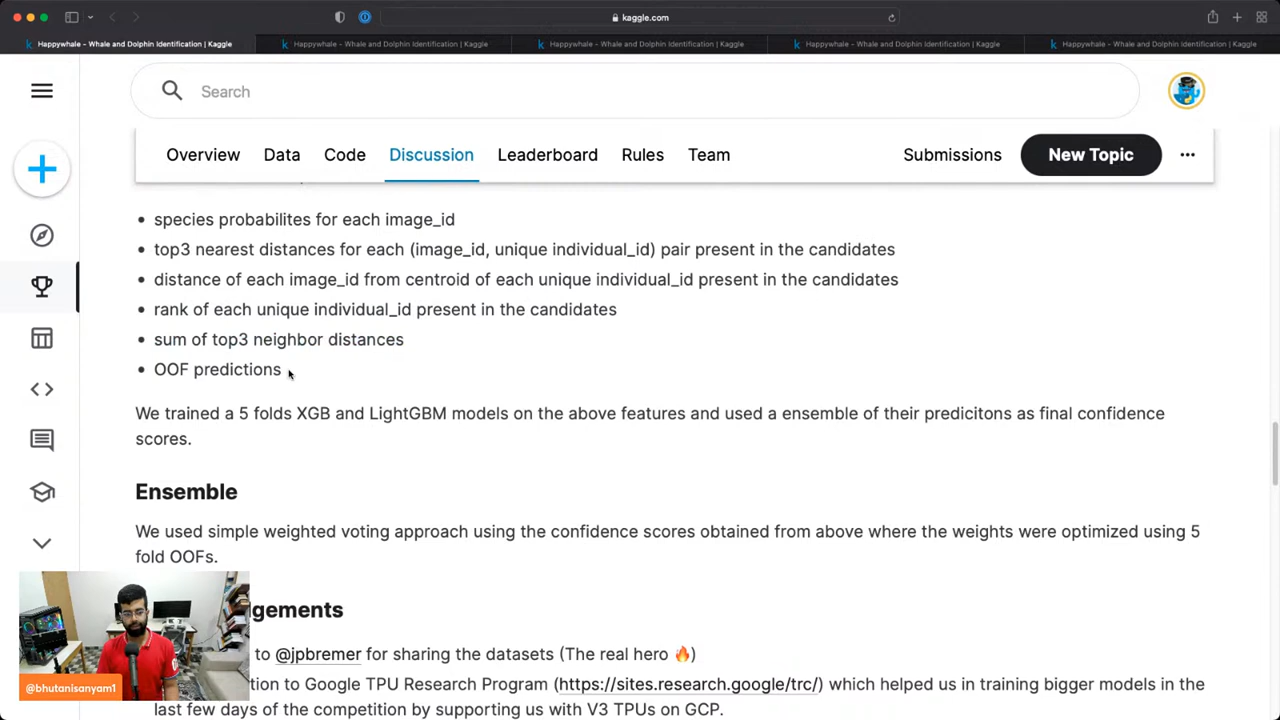 kaggle.com
Happywhale - Whale and Dolphin Identification | Kaggle
Happywhale - Whale and Dolphin Identification | Kaggle
Happywhale - Whale and Dolphin Identification | Kaggle
Happywhale - Whale and Dolphin Identification | Kaggle
Happywhale - Whale and Dolphin Identification | Kaggle
Search
Overview Data Code Discussion Leaderboard Rules Team Submissions New Topic
• species probabilites for each image_id
• top3 nearest distances for each (image_id, unique individual_id) pair present in the candidates
• distance of each image_id from centroid of each unique individual_id present in the candidates
• rank of each unique individual_id present in the candidates
• sum of top3 neighbor distances
• OOF predictions
We trained a 5 folds XGB and LightGBM models on the above features and used a ensemble of their predicitons as final confidence
scores.
Ensemble
We used simple weighted voting approach using the confidence scores obtained from above where the weights were optimized using 5
fold OOFs.
gements
to @jpbremer for sharing the datasets (The real hero 🔥)
tion to Google TPU Research Program (https://sites.research.google/trc/) which helped us in training bigger models in the
last few days of the competition by supporting us with V3 TPUs on GCP.
@bhutanisanyam1